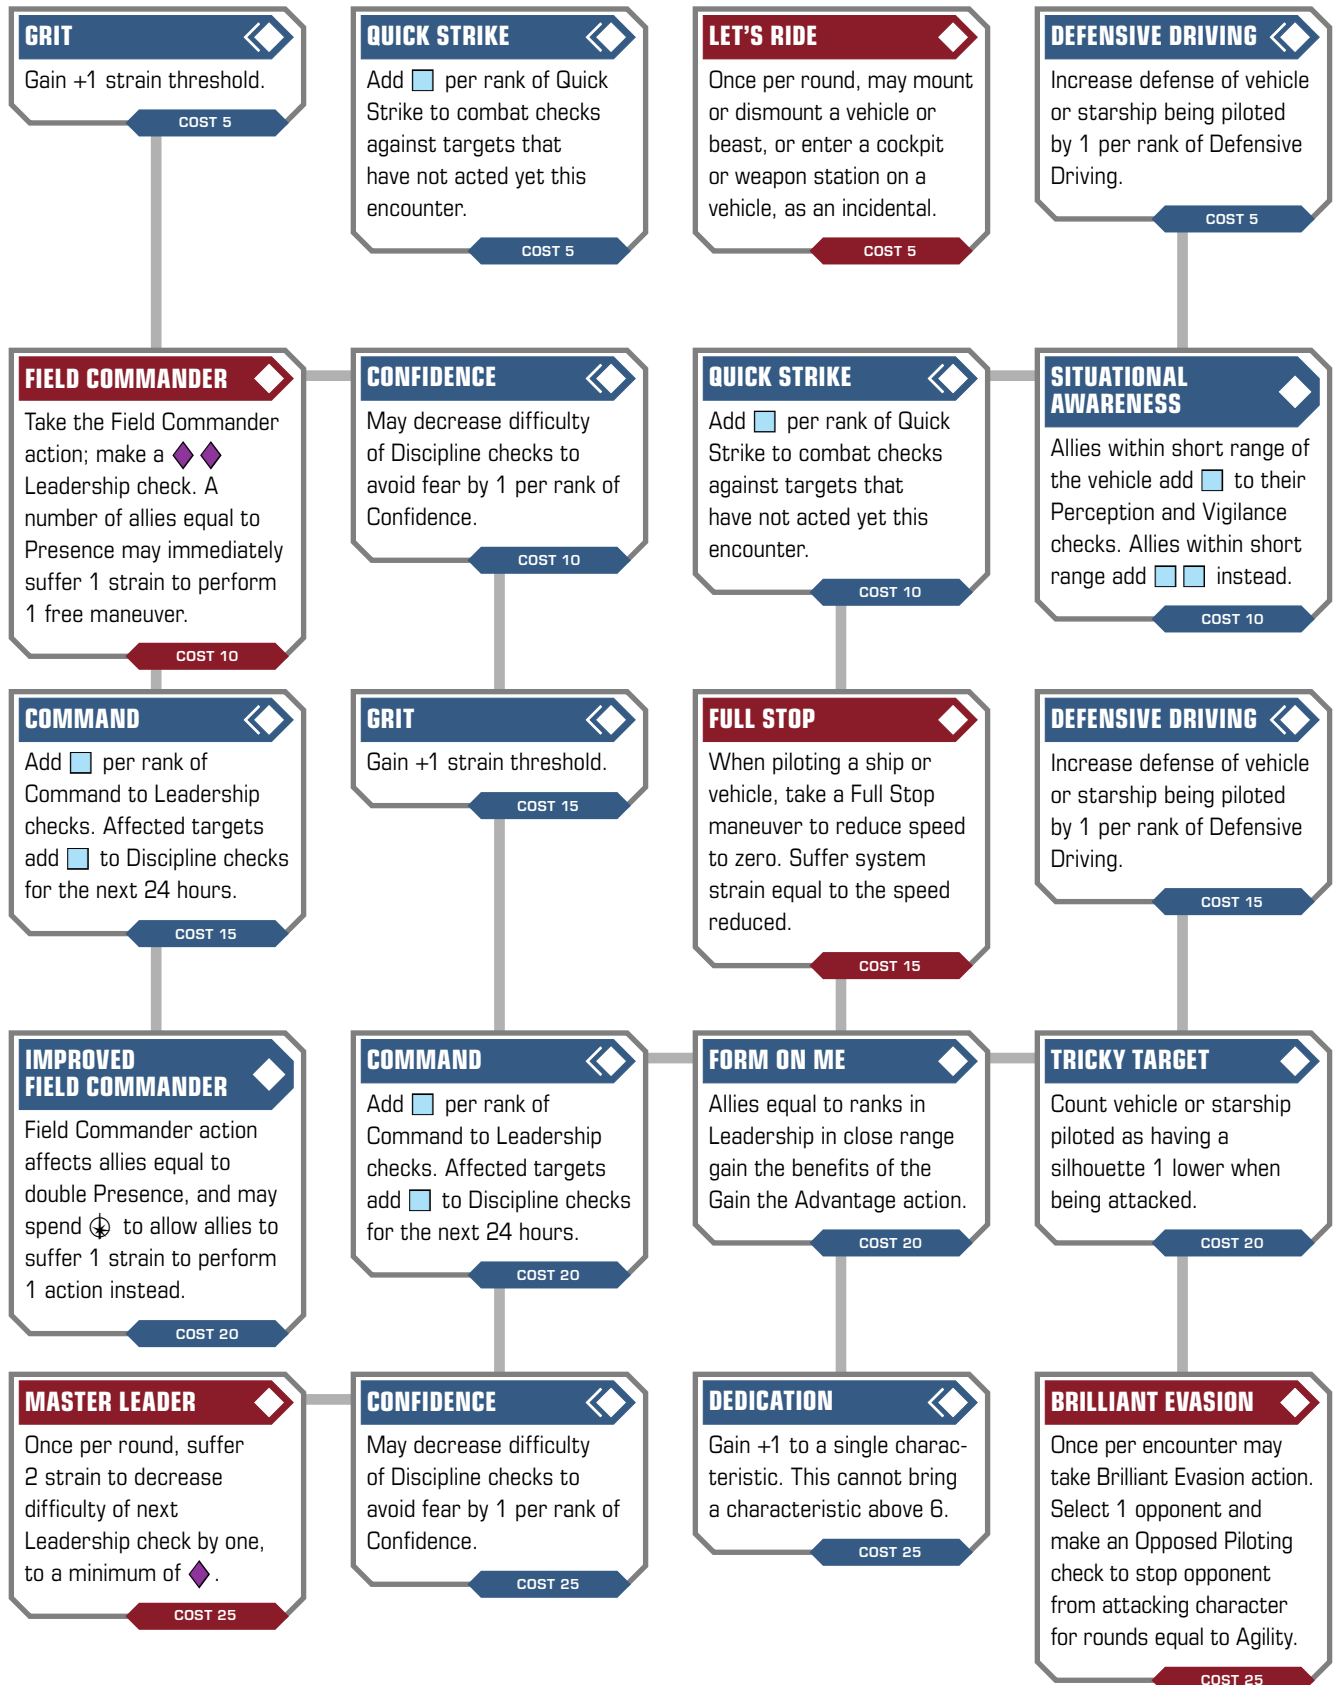 GRIT
Gain +1 strain threshold.
COST 5
QUICK STRIKE
Add per rank of Quick
Strike to combat checks
against targets that
have not acted yet this
encounter.
COST 5
LET'S RIDE
Once per round, may mount
or dismount a vehicle or
beast, or enter a cockpit
or weapon station on a
vehicle, as an incidental.
COST 5
DEFENSIVE DRIVING
Increase defense of vehicle
or starship being piloted
by 1 per rank of Defensive
Driving.
COST 5
FIELD COMMANDER
Take the Field Commander
action; make a
Leadership check. A
number of allies equal to
Presence may immediately
suffer 1 strain to perform
1 free maneuver.
COST 10
CONFIDENCE
May decrease difficulty
of Discipline checks to
avoid fear by 1 per rank of
Confidence.
COST 10
QUICK STRIKE
Add per rank of Quick
Strike to combat checks
against targets that
have not acted yet this
encounter.
COST 10
SITUATIONAL
AWARENESS
Allies within short range of
the vehicle add to their
Perception and Vigilance
checks. Allies within short
range add instead.
COST 10
COMMAND
Add per rank of
Command to Leadership
checks. Affected targets
add to Discipline checks
for the next 24 hours.
COST 15
GRIT
Gain +1 strain threshold.
COST 15
FULL STOP
When piloting a ship or
vehicle, take a Full Stop
maneuver to reduce speed
to zero. Suffer system
strain equal to the speed
reduced.
COST 15
DEFENSIVE DRIVING
Increase defense of vehicle
or starship being piloted
by 1 per rank of Defensive
Driving.
COST 15
IMPROVED
FIELD COMMANDER
Field Commander action
affects allies equal to
double Presence, and may
spend to allow allies to
suffer 1 strain to perform
1 action instead.
COST 20
COMMAND
Add per rank of
Command to Leadership
checks. Affected targets
add to Discipline checks
for the next 24 hours.
COST 20
FORM ON ME
Allies equal to ranks in
Leadership in close range
gain the benefits of the
Gain the Advantage action.
COST 20
TRICKY TARGET
Count vehicle or starship
piloted as having a
silhouette 1 lower when
being attacked.
COST 20
MASTER LEADER
Once per round, suffer
2 strain to decrease
difficulty of next
Leadership check by one,
to a minimum of .
COST 25
CONFIDENCE
May decrease difficulty
of Discipline checks to
avoid fear by 1 per rank of
Confidence.
COST 25
DEDICATION
Gain +1 to a single charac-
teristic. This cannot bring
a characteristic above 6.
COST 25
BRILLIANT EVASION
Once per encounter may
take Brilliant Evasion action.
Select 1 opponent and
make an Opposed Piloting
check to stop opponent
from attacking character
for rounds equal to Agility.
COST 25